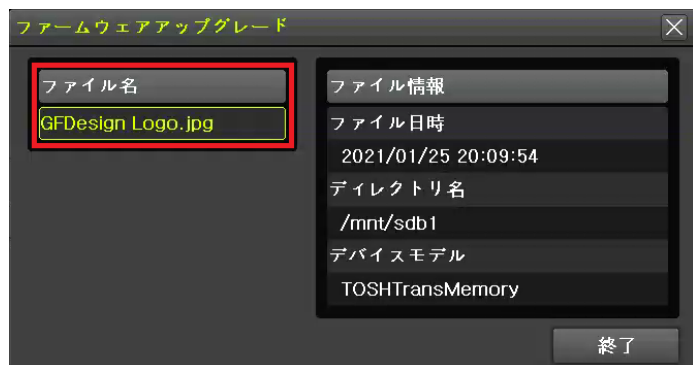 ファームウェアアップグレード
ファイル名
GFDesign Logo.jpg
ファイル情報
ファイル日時
2021/01/25 20:09:54
ディレクトリ名
/mnt/sdb1
デバイスモデル
TOSHTransMemory
終了